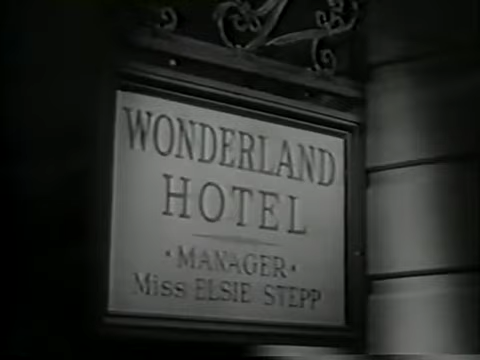 WONDERLAND
HOTEL
· MANAGER ·
Miss ELSIE STEPP